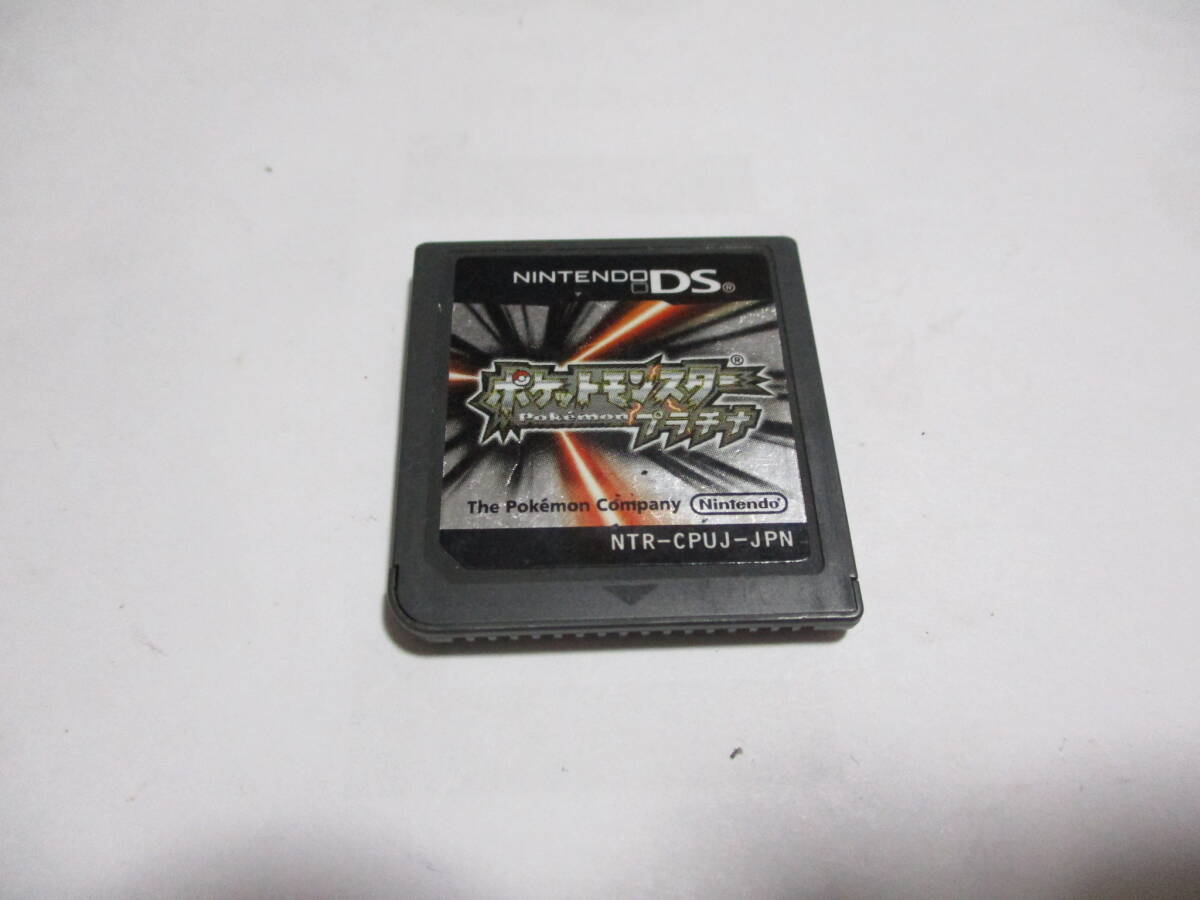 NINTENDO DS®
ポケットモンスター®
Pokémon プラチナ
The Pokémon Company Nintendo®
NTR-CPUJ-JPN